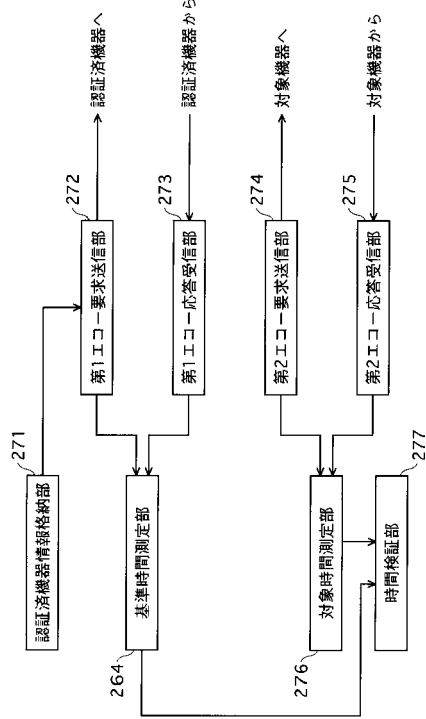 271
認証済機器情報格納部
272
第1エコー要求送信部
認証済機器へ
273
第1エコー応答受信部
認証済機器から
264
基準時間測定部
274
第2エコー要求送信部
対象機器へ
275
第2エコー応答受信部
対象機器から
276
対象時間測定部
277
時間検証部